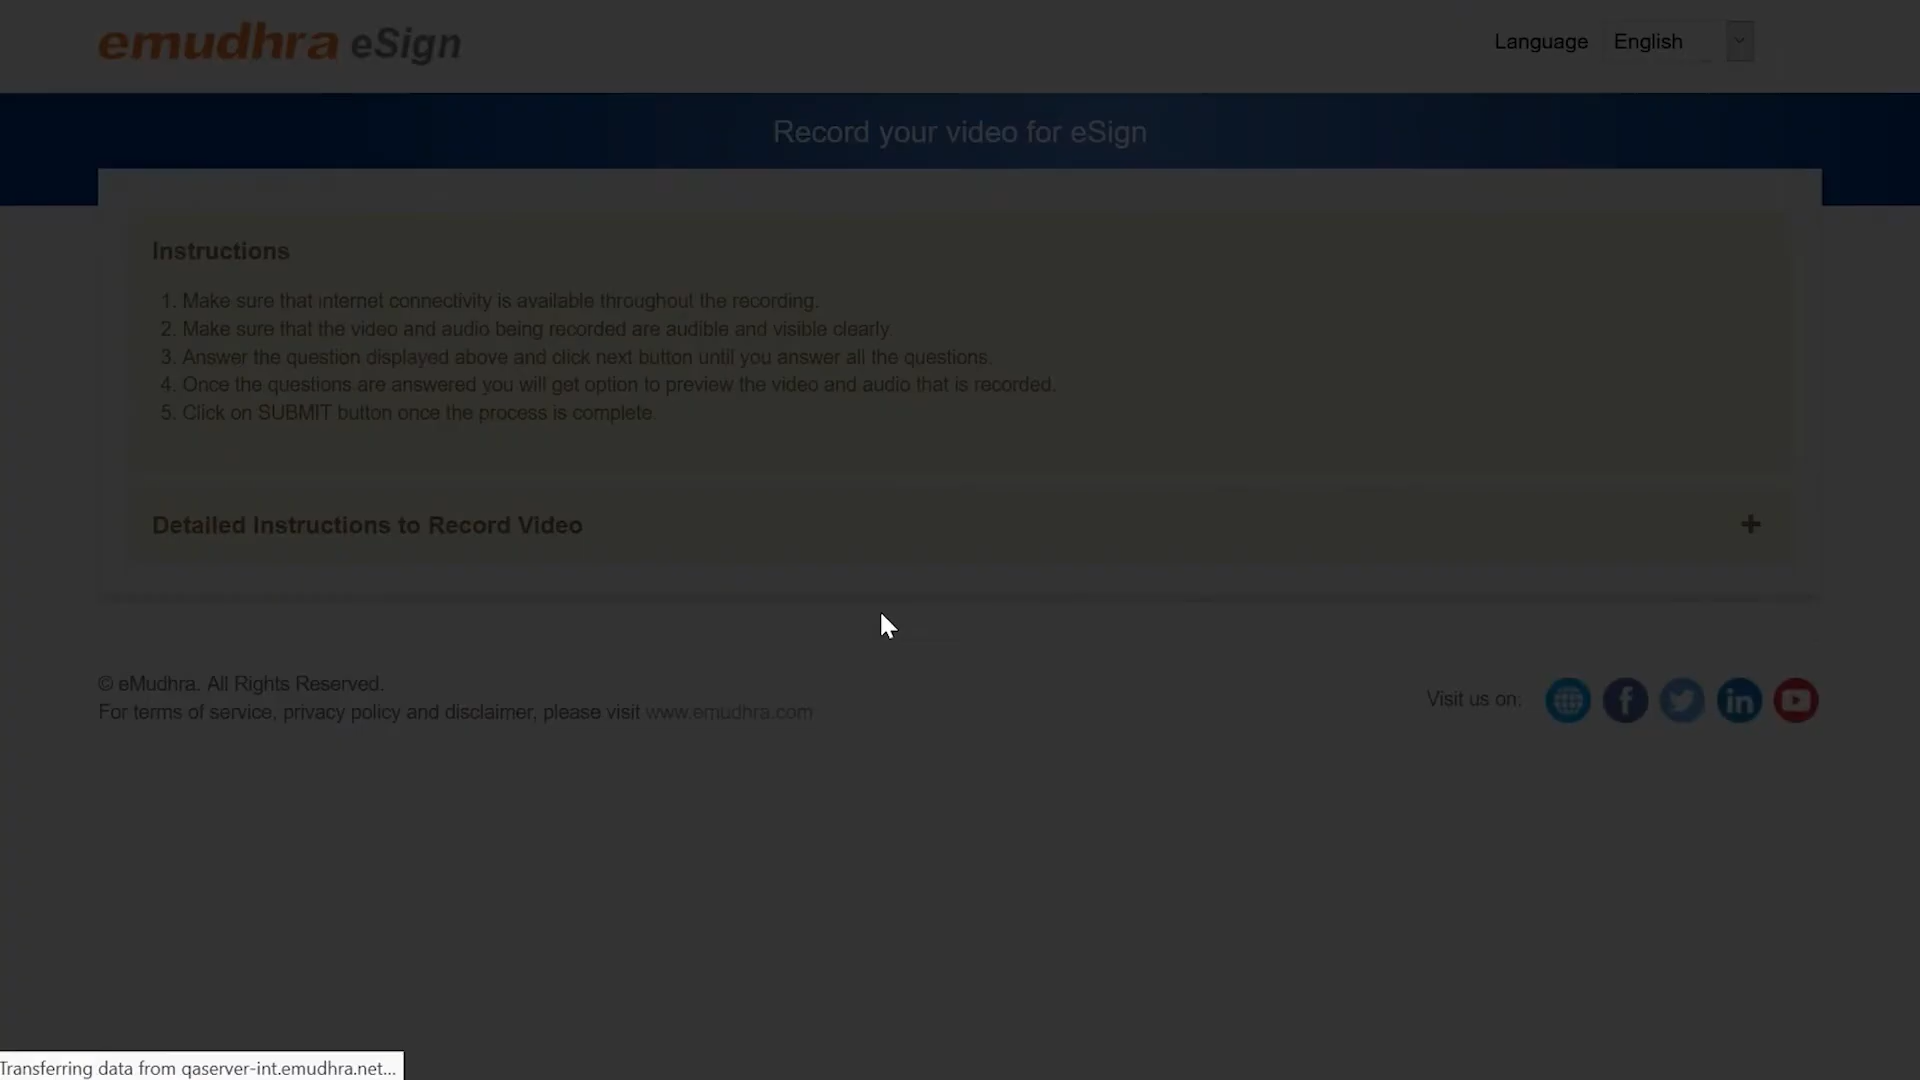 emudhra eSign
Language English
Record your video for eSign
Instructions
1. Make sure that internet connectivity is available throughout the recording.
2. Make sure that the video and audio being recorded are audible and visible clearly.
3. Answer the question displayed above and click next button until you answer all the questions.
4. Once the questions are answered you will get option to preview the video and audio that is recorded.
5. Click on SUBMIT button once the process is complete.
Detailed Instructions to Record Video +
© eMudhra. All Rights Reserved.
For terms of service, privacy policy and disclaimer, please visit www.emudhra.com
Visit us on: f in
Transferring data from qaserver-int.emudhra.net...